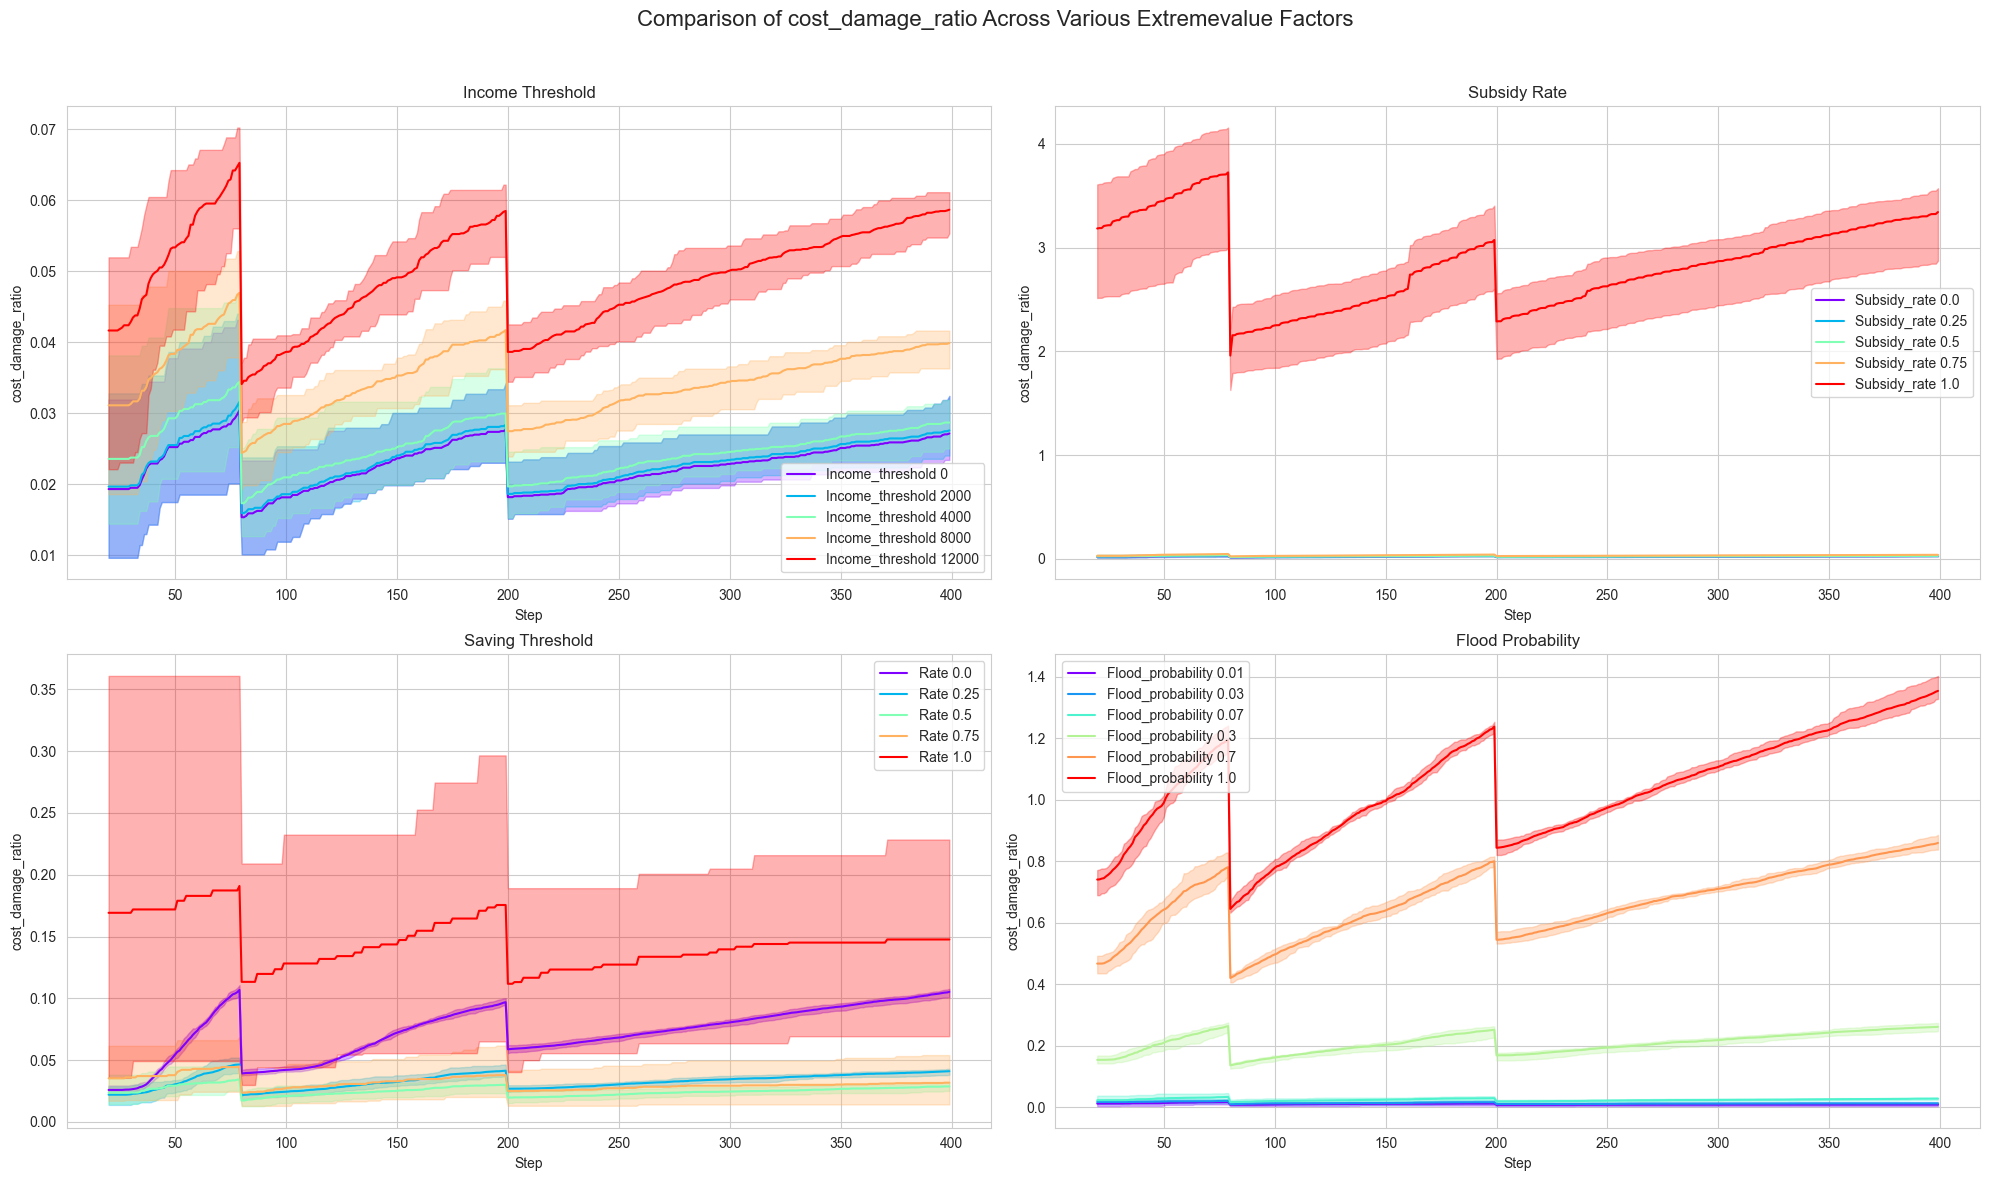 Comparison of cost_damage_ratio Across Various Extremevalue Factors
Income Threshold
cost_damage_ratio
0.07
0.06
0.05
0.04
0.03
0.02
0.01
50 100 150 200 250 300 350 400
Step
Income_threshold 0
Income_threshold 2000
Income_threshold 4000
Income_threshold 8000
Income_threshold 12000
Subsidy Rate
cost_damage_ratio
4
3
2
1
0
50 100 150 200 250 300 350 400
Step
Subsidy_rate 0.0
Subsidy_rate 0.25
Subsidy_rate 0.5
Subsidy_rate 0.75
Subsidy_rate 1.0
Saving Threshold
cost_damage_ratio
0.35
0.30
0.25
0.20
0.15
0.10
0.05
0.00
50 100 150 200 250 300 350 400
Step
Rate 0.0
Rate 0.25
Rate 0.5
Rate 0.75
Rate 1.0
Flood Probability
cost_damage_ratio
1.4
1.2
1.0
0.8
0.6
0.4
0.2
0.0
50 100 150 200 250 300 350 400
Step
Flood_probability 0.01
Flood_probability 0.03
Flood_probability 0.07
Flood_probability 0.3
Flood_probability 0.7
Flood_probability 1.0